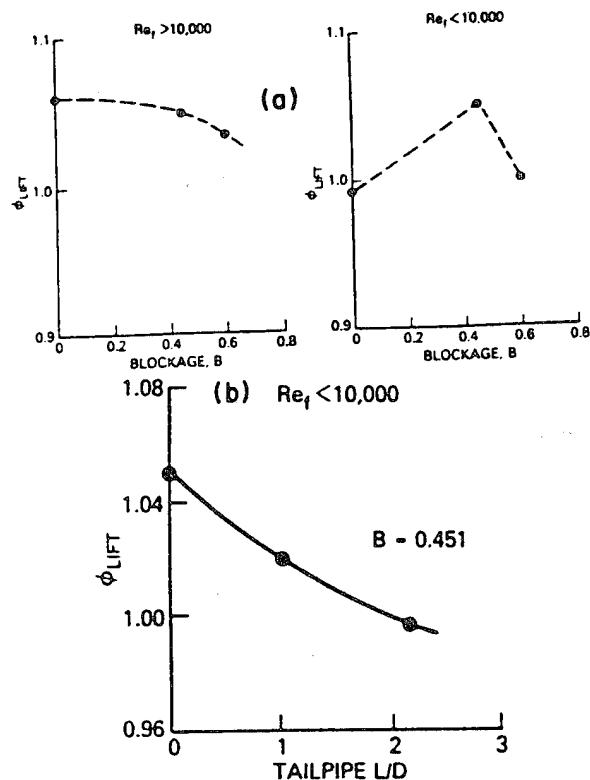 Re_f >10,000
1.1
1.0
0.9
ϕ_LIFT
0 0.2 0.4 0.6 0.8
BLOCKAGE, B
(a)
Re_f <10.000
1.1
1.0
0.9
ϕ_LIFT
0 0.2 0.4 0.6 0.8
BLOCKAGE, B
(b) Re_f <10,000
1.08
1.04
1.00
0.96
ϕ_LIFT
B - 0.451
0 1 2 3
TAILPIPE L/D